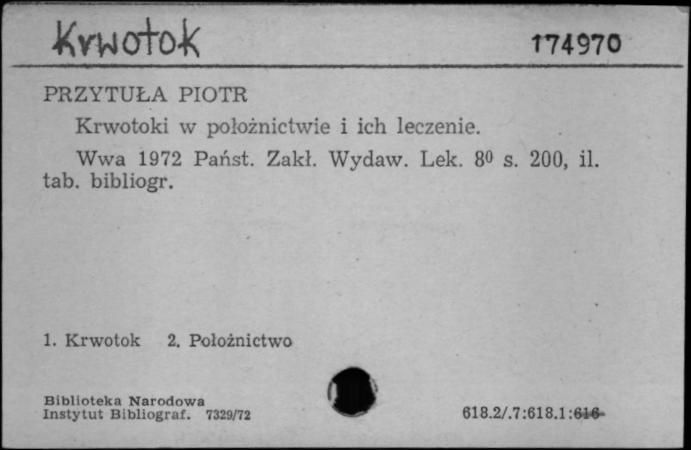 Krwotok
174970
PRZYTUŁA PIOTR
Krwotoki w położnictwie i ich leczenie.
Wwa 1972 Państ. Zakł. Wydaw. Lek. 8⁰ s. 200, il.
tab. bibliogr.
1. Krwotok 2. Położnictwo
Biblioteka Narodowa
Instytut Bibliograf. 7329/72
618.2/.7:618.1:616